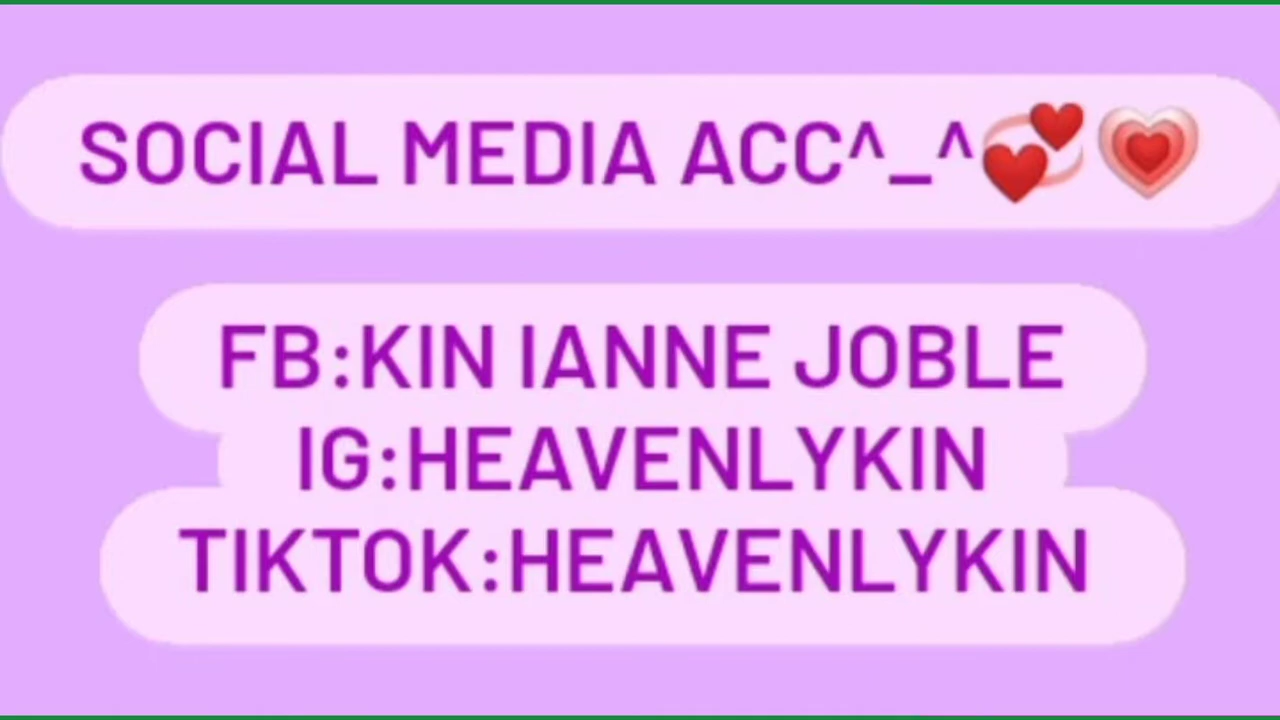 SOCIAL MEDIA ACC^_^💞💗
FB:KIN IANNE JOBLE
IG:HEAVENLYKIN
TIKTOK:HEAVENLYKIN